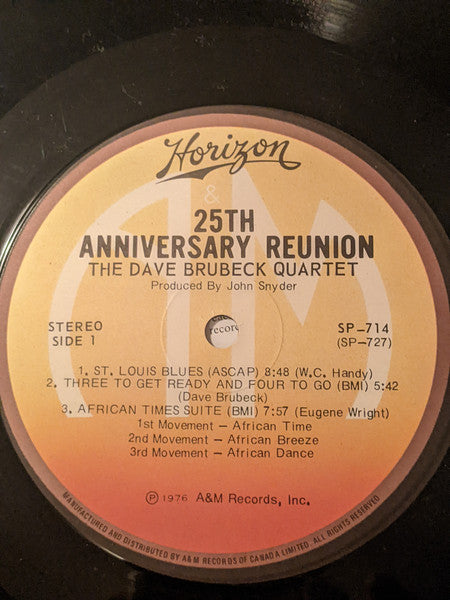 Horizon
&
A M
25TH
ANNIVERSARY REUNION
THE DAVE BRUBECK QUARTET
Produced By John Snyder
STEREO
SIDE 1
record
SP–714
(SP–727)
1. ST. LOUIS BLUES (ASCAP) 8:48 (W.C. Handy)
2. THREE TO GET READY AND FOUR TO GO (BMI) 5:42
(Dave Brubeck)
3. AFRICAN TIMES SUITE (BMI) 7:57 (Eugene Wright)
1st Movement – African Time
2nd Movement – African Breeze
3rd Movement – African Dance
Ⓟ 1976 A&M Records, Inc.
MANUFACTURED AND DISTRIBUTED BY A&M RECORDS OF CANADA LIMITED. ALL RIGHTS RESERVED